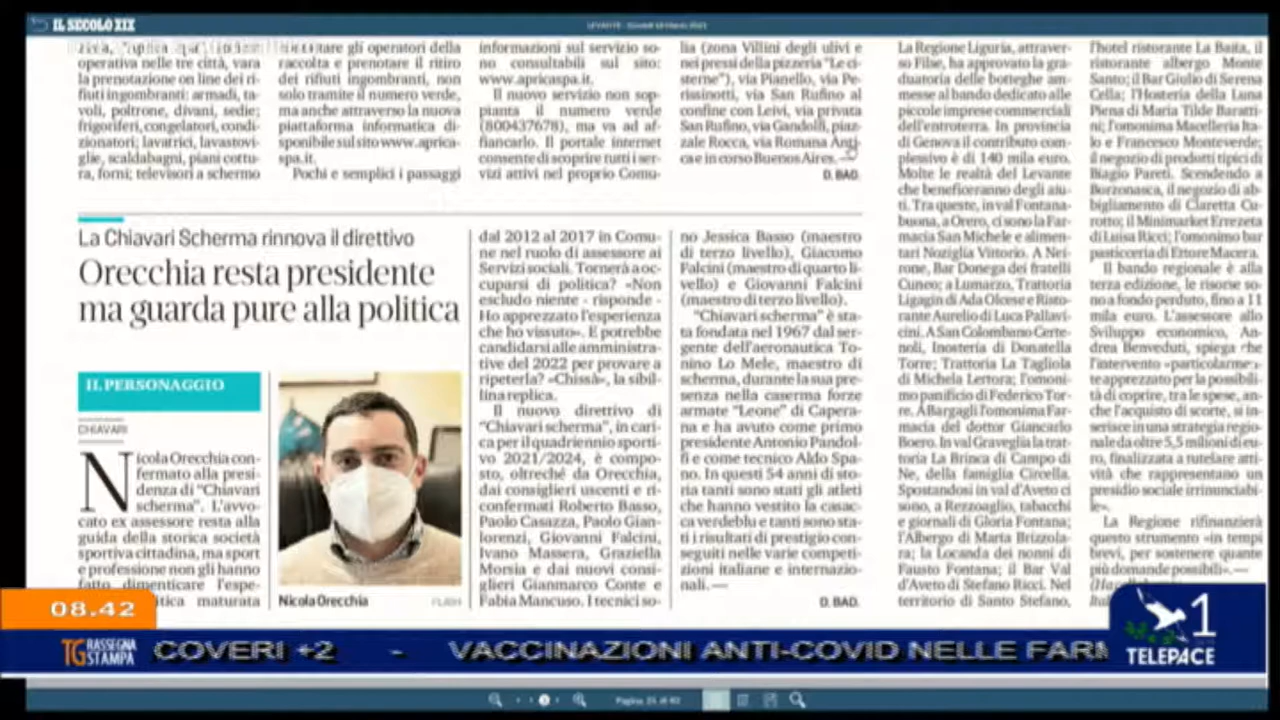 IL SECOLO XIX
operativa nelle tre città, vara
la prenotazione on line dei ri-
fiuti ingombranti: armadi, ta-
voli, poltrone, divani, sedie;
frigoriferi, congelatori, condi-
zionatori; lavatrici, lavastovi-
glie, scaldabagni, piani cottu-
ra, forni; televisori a schermo
gli operatori della
raccolta e prenotare il ritiro
dei rifiuti ingombranti, non
solo tramite il numero verde,
ma anche attraverso la nuova
piattaforma informatica di-
sponibile sul sito www.aprica-
spa.it.
Pochi e semplici i passaggi
informazioni sul servizio so-
no consultabili sul sito:
www.apricaspa.it.
Il nuovo servizio non sop-
pianta il numero verde
(800437678), ma va ad af-
fiancarlo. Il portale internet
consente di scoprire tutti i ser-
vizi attivi nel proprio Comu-
lia (zona Villini degli ulivi e
nei pressi della pizzeria "Le ci-
sterne"), via Pianello, via Pe-
rissinotti, via San Rufino al
confine con Leivi, via privata
San Rufino, via Gandolfi, piaz-
zale Rocca, via Romana Anti-
ca e in corso Buenos Aires. —
D. BAD.
La Chiavari Scherma rinnova il direttivo
Orecchia resta presidente
ma guarda pure alla politica
IL PERSONAGGIO
CHIAVARI
Nicola Orecchia con-
fermato alla presi-
denza di "Chiavari
scherma". L'avvo-
cato ex assessore resta alla
guida della storica società
sportiva cittadina, ma sport
e professione non gli hanno
fatto dimenticare l'espe-
maturata
Nicola Orecchia
FLASH
dal 2012 al 2017 in Comu-
ne nel ruolo di assessore ai
Servizi sociali. Tornerà a oc-
cuparsi di politica? «Non
escludo niente - risponde -
Ho apprezzato l'esperienza
che ho vissuto». E potrebbe
candidarsi alle amministra-
tive del 2022 per provare a
ripeterla? «Chissà», la sibil-
lina replica.
Il nuovo direttivo di
"Chiavari scherma", in cari-
ca per il quadriennio sporti-
vo 2021/2024, è compo-
sto, oltreché da Orecchia,
dai consiglieri uscenti e ri-
confermati Roberto Basso,
Paolo Casazza, Paolo Gian-
lorenzi, Giovanni Falcini,
Ivano Massera, Graziella
Morsia e dai nuovi consi-
glieri Gianmarco Conte e
Fabia Mancuso. I tecnici so-
no Jessica Basso (maestro
di terzo livello), Giacomo
Falcini (maestro di quarto li-
vello) e Giovanni Falcini
(maestro di terzo livello).
"Chiavari scherma" è sta-
ta fondata nel 1967 dal ser-
gente dell'aeronautica To-
nino Lo Mele, maestro di
scherma, durante la sua pre-
senza nella caserma forze
armate "Leone" di Capera-
na e ha avuto come primo
presidente Antonio Pandol-
fi e come tecnico Aldo Spa-
no. In questi 54 anni di sto-
ria tanti sono stati gli atleti
che hanno vestito la casac-
ca verdeblu e tanti sono sta-
ti i risultati di prestigio con-
seguiti nelle varie competi-
zioni italiane e internazio-
nali. —
D. BAD.
La Regione Liguria, attraver-
so Filse, ha approvato la gra-
duatoria delle botteghe am-
messe al bando dedicato alle
piccole imprese commerciali
dell'entroterra. In provincia
di Genova il contributo com-
plessivo è di 140 mila euro.
Molte le realtà del Levante
che beneficeranno degli aiu-
ti. Tra queste, in val Fontana-
buona, a Orero, ci sono la Far-
macia San Michele e alimen-
tari Noziglia Vittorio. A Nei-
rone, Bar Donega dei fratelli
Cuneo; a Lumarzo, Trattoria
Ligagin di Ada Olcese e Risto-
rante Aurelio di Luca Pallavi-
cini. A San Colombano Certe-
noli, Inosteria di Donatella
Torre; Trattoria La Tagliola
di Michela Lertora; l'omoni-
mo panificio di Federico Tor-
re. A Bargagli l'omonima Far-
macia del dottor Giancarlo
Boero. In val Graveglia la trat-
toria La Brinca di Campo di
Ne, della famiglia Circella.
Spostandosi in val d'Aveto ci
sono, a Rezzoaglio, tabacchi
e giornali di Gloria Fontana;
l'Albergo di Maria Brizzola-
ra; la Locanda dei nonni di
Fausto Fontana; il Bar Val
d'Aveto di Stefano Ricci. Nel
territorio di Santo Stefano,
l'hotel ristorante La Baita, il
ristorante albergo Monte
Santo; il Bar Giulio di Serena
Cella; l'Hosteria della Luna
Piena di Maria Tilde Baratti-
ni; l'omonima Macelleria Ita-
lo e Francesco Monteverde;
il negozio di prodotti tipici di
Biagio Pareti. Scendendo a
Borzonasca, il negozio di ab-
bigliamento di Claretta Cu-
rotto; il Minimarket Errezeta
di Luisa Ricci; l'omonimo bar
pasticceria di Ettore Macera.
Il bando regionale è alla
terza edizione, le risorse so-
no a fondo perduto, fino a 11
mila euro. L'assessore allo
Sviluppo economico, An-
drea Benveduti, spiega che
l'intervento «particolarmen-
te apprezzato per la possibili-
tà di coprire, tra le spese, an-
che l'acquisto di scorte, si in-
serisce in una strategia regio-
nale da oltre 5,5 milioni di eu-
ro, finalizzata a tutelare atti-
vità che rappresentano un
presidio sociale irrinunciabi-
le».
La Regione rifinanzierà
questo strumento «in tempi
brevi, per sostenere quante
più domande possibili».—
08.42
TG RASSEGNA
STAMPA
COVERI +2 - VACCINAZIONI ANTI-COVID NELLE FARM
1
TELEPACE